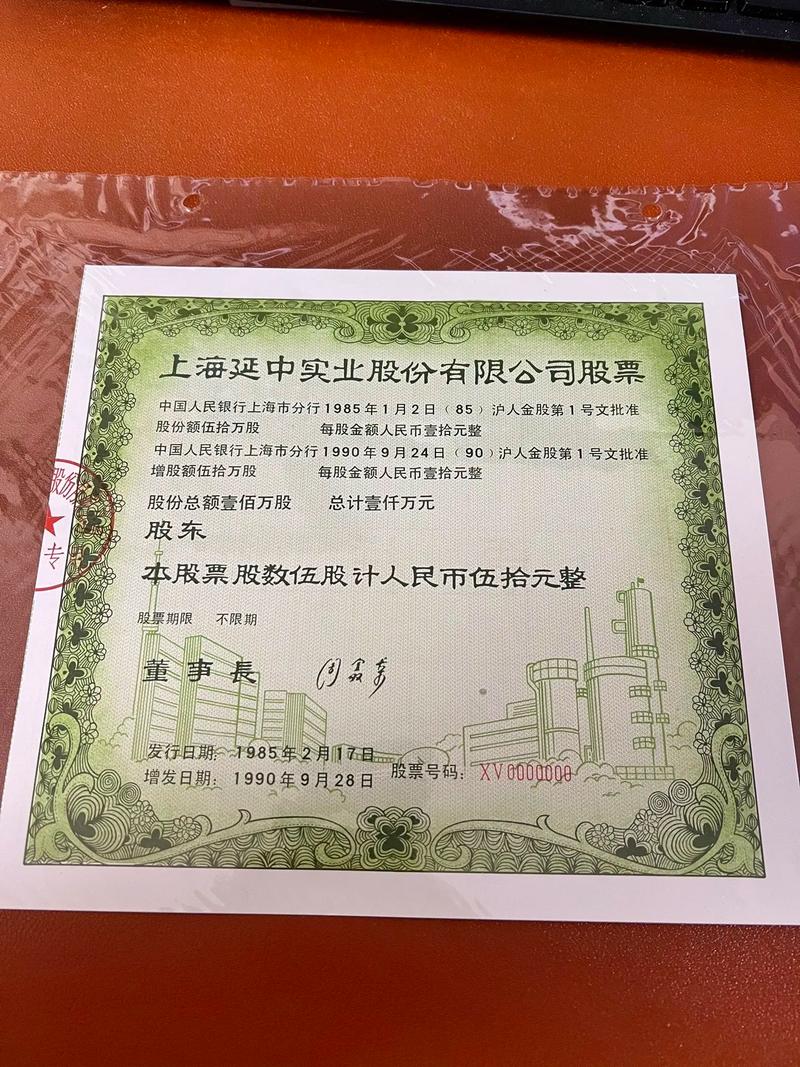 上海延中实业股份有限公司股票
中国人民银行上海市分行1985年1月2日（85）沪人金股第1号文批准
股份额伍拾万股 每股金额人民币壹拾元整
中国人民银行上海市分行1990年9月24日（90）沪人金股第1号文批准
增股额伍拾万股 每股金额人民币壹拾元整
股份总额壹佰万股 总计壹仟万元
股东
本股票股数伍股计人民币伍拾元整
股票期限 不限期
董事長
发行日期：1985年2月17日
增发日期：1990年9月28日
股票号码：XV0000000
股份
专